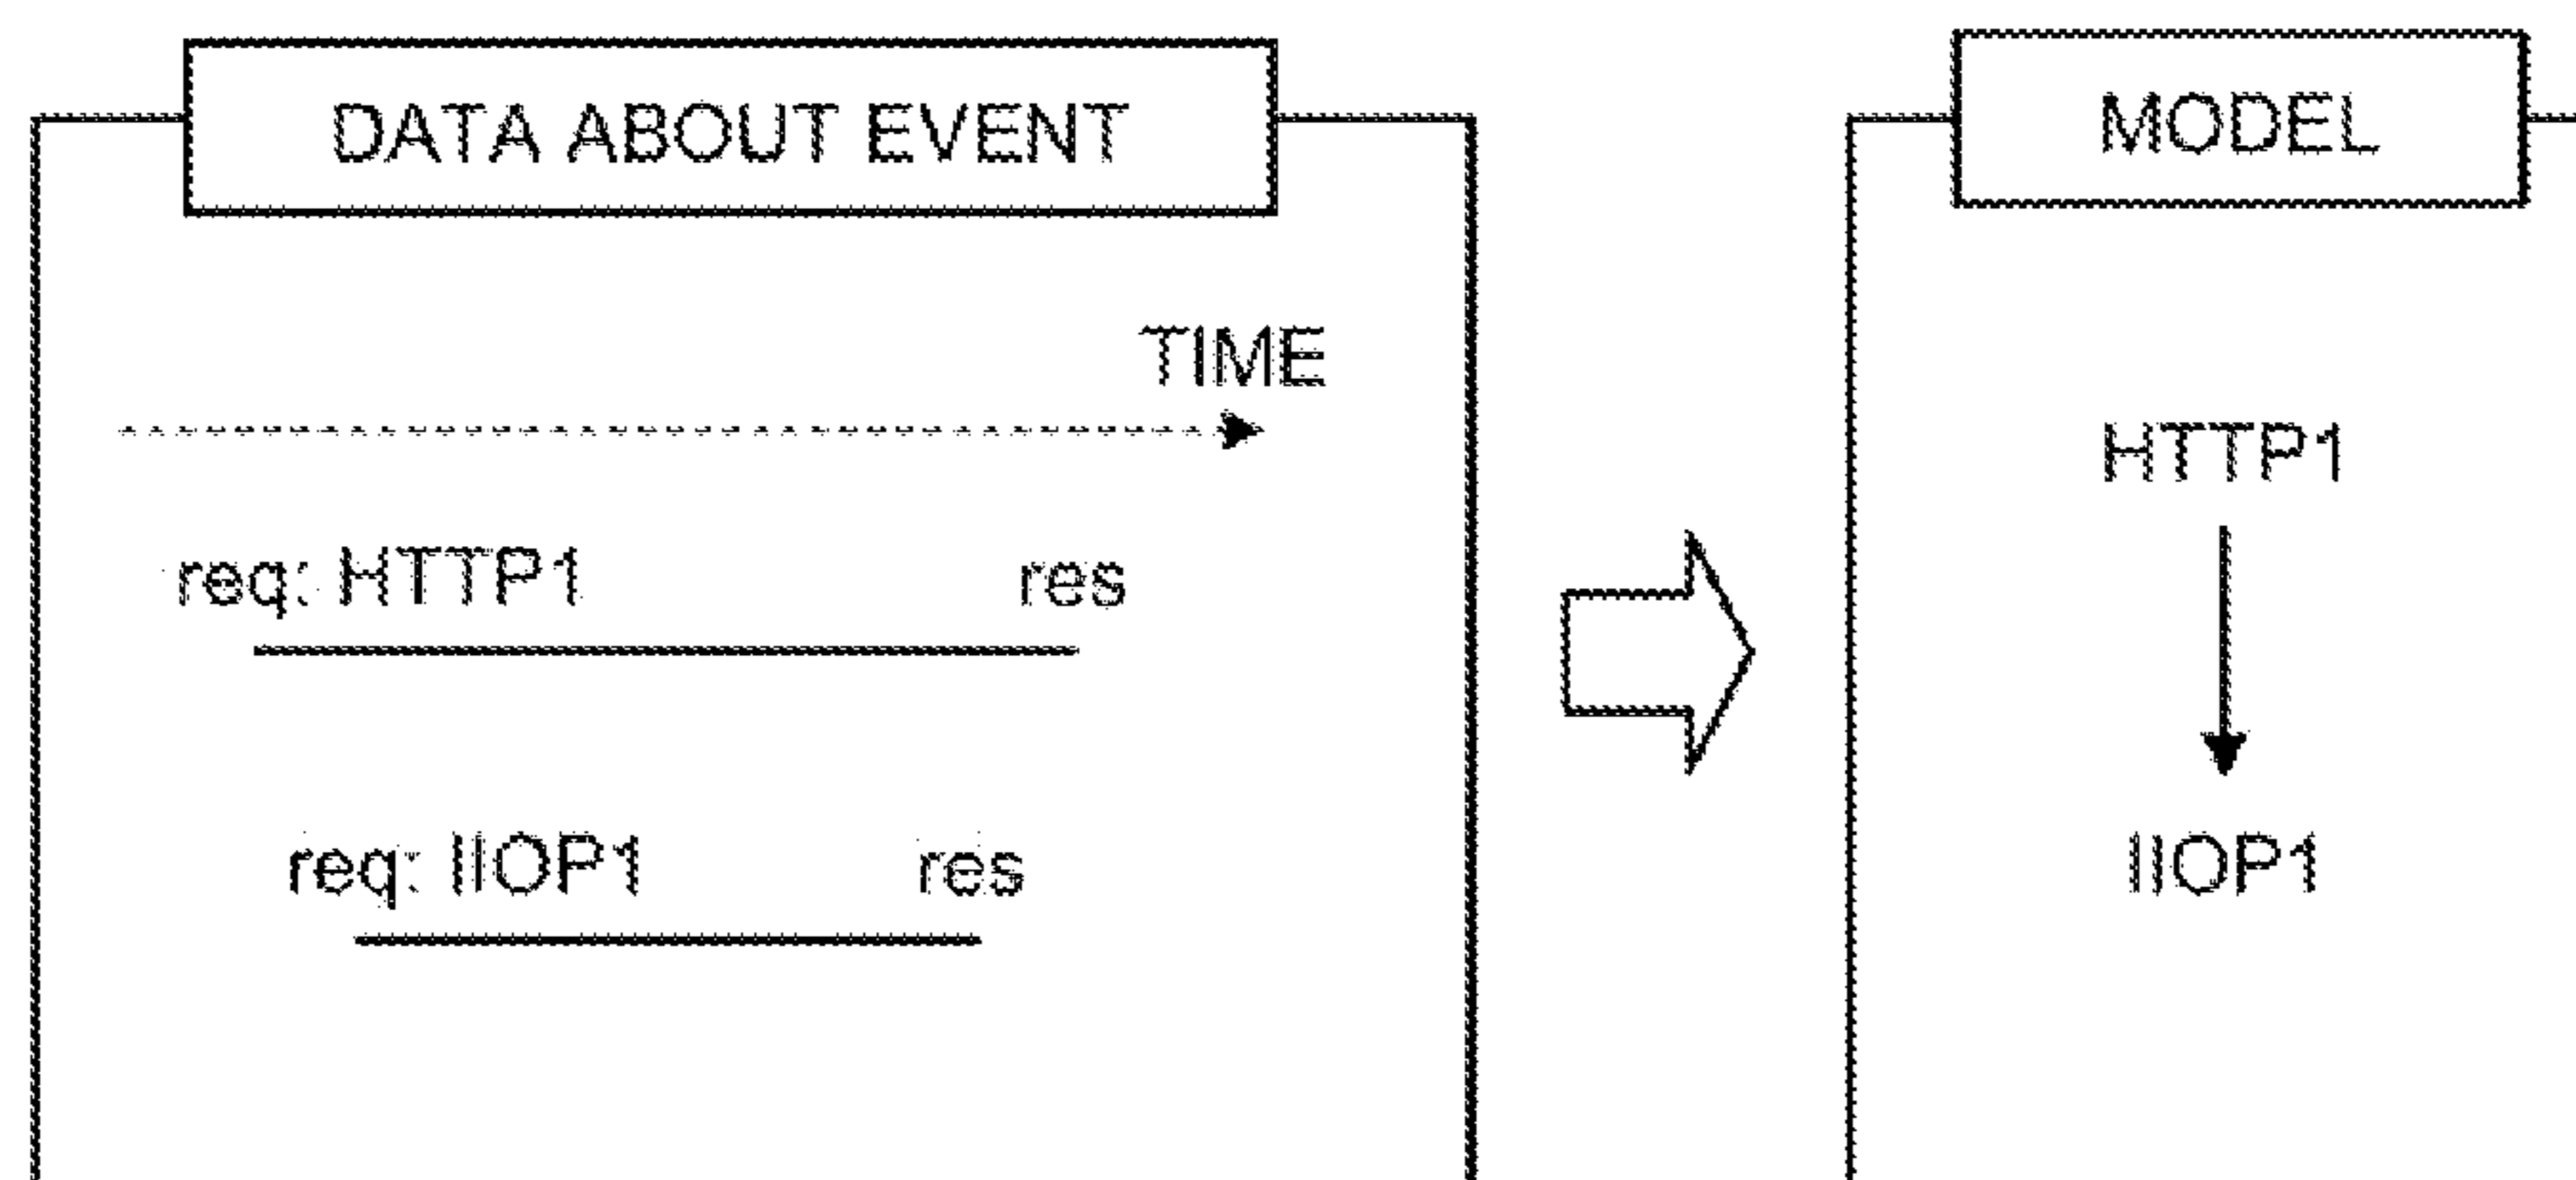 DATA ABOUT EVENT
MODEL
TIME
req: HTTP1 res
req: IIOP1 res
HTTP1
IIOP1